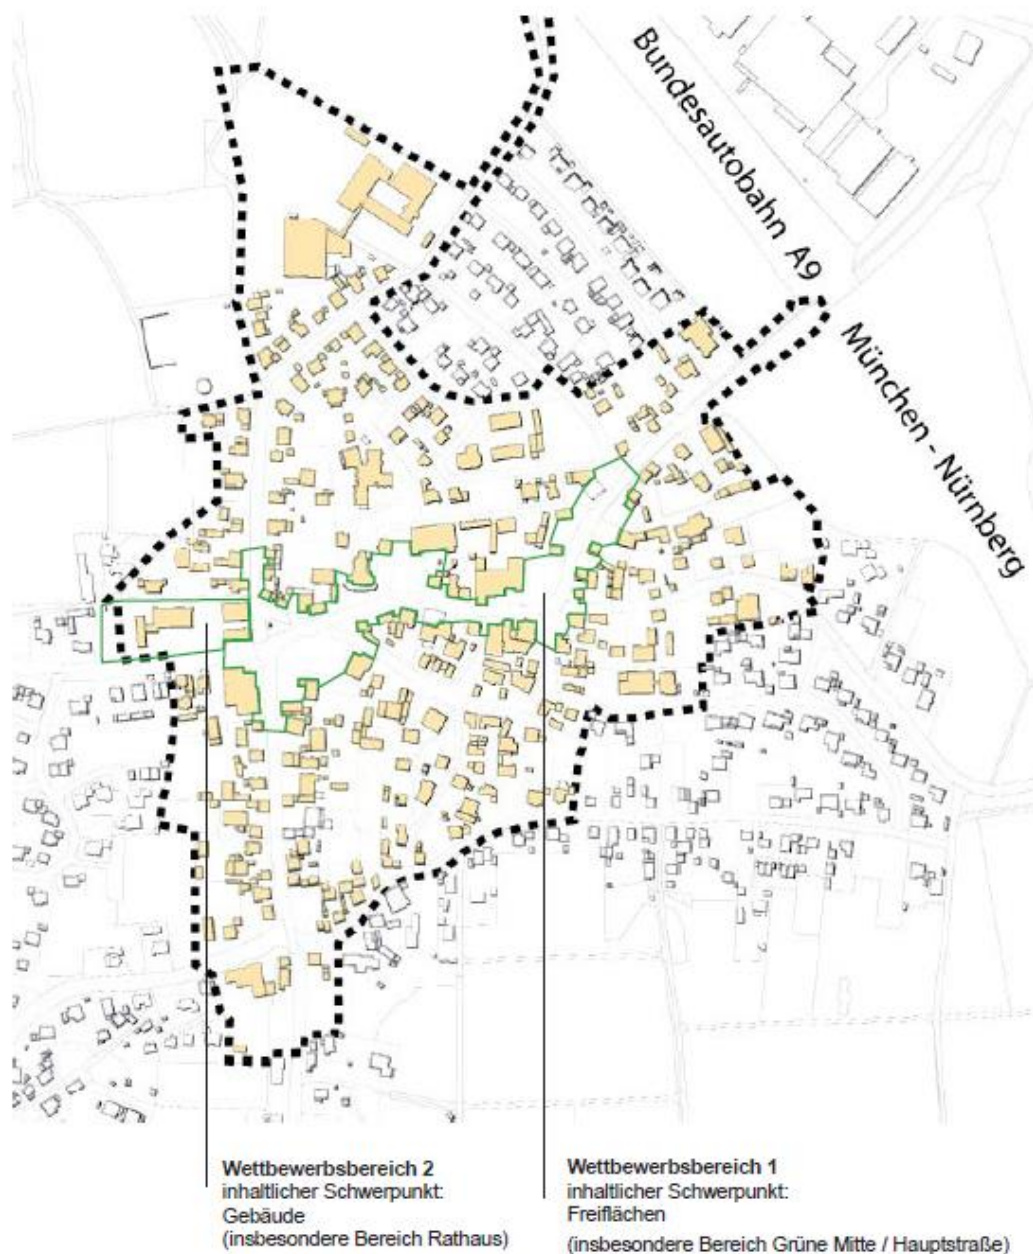 Bundesautobahn A9
München - Nürnberg
Wettbewerbsbereich 2
inhaltlicher Schwerpunkt:
Gebäude
(insbesondere Bereich Rathaus)
Wettbewerbsbereich 1
inhaltlicher Schwerpunkt:
Freiflächen
(insbesondere Bereich Grüne Mitte / Hauptstraße)